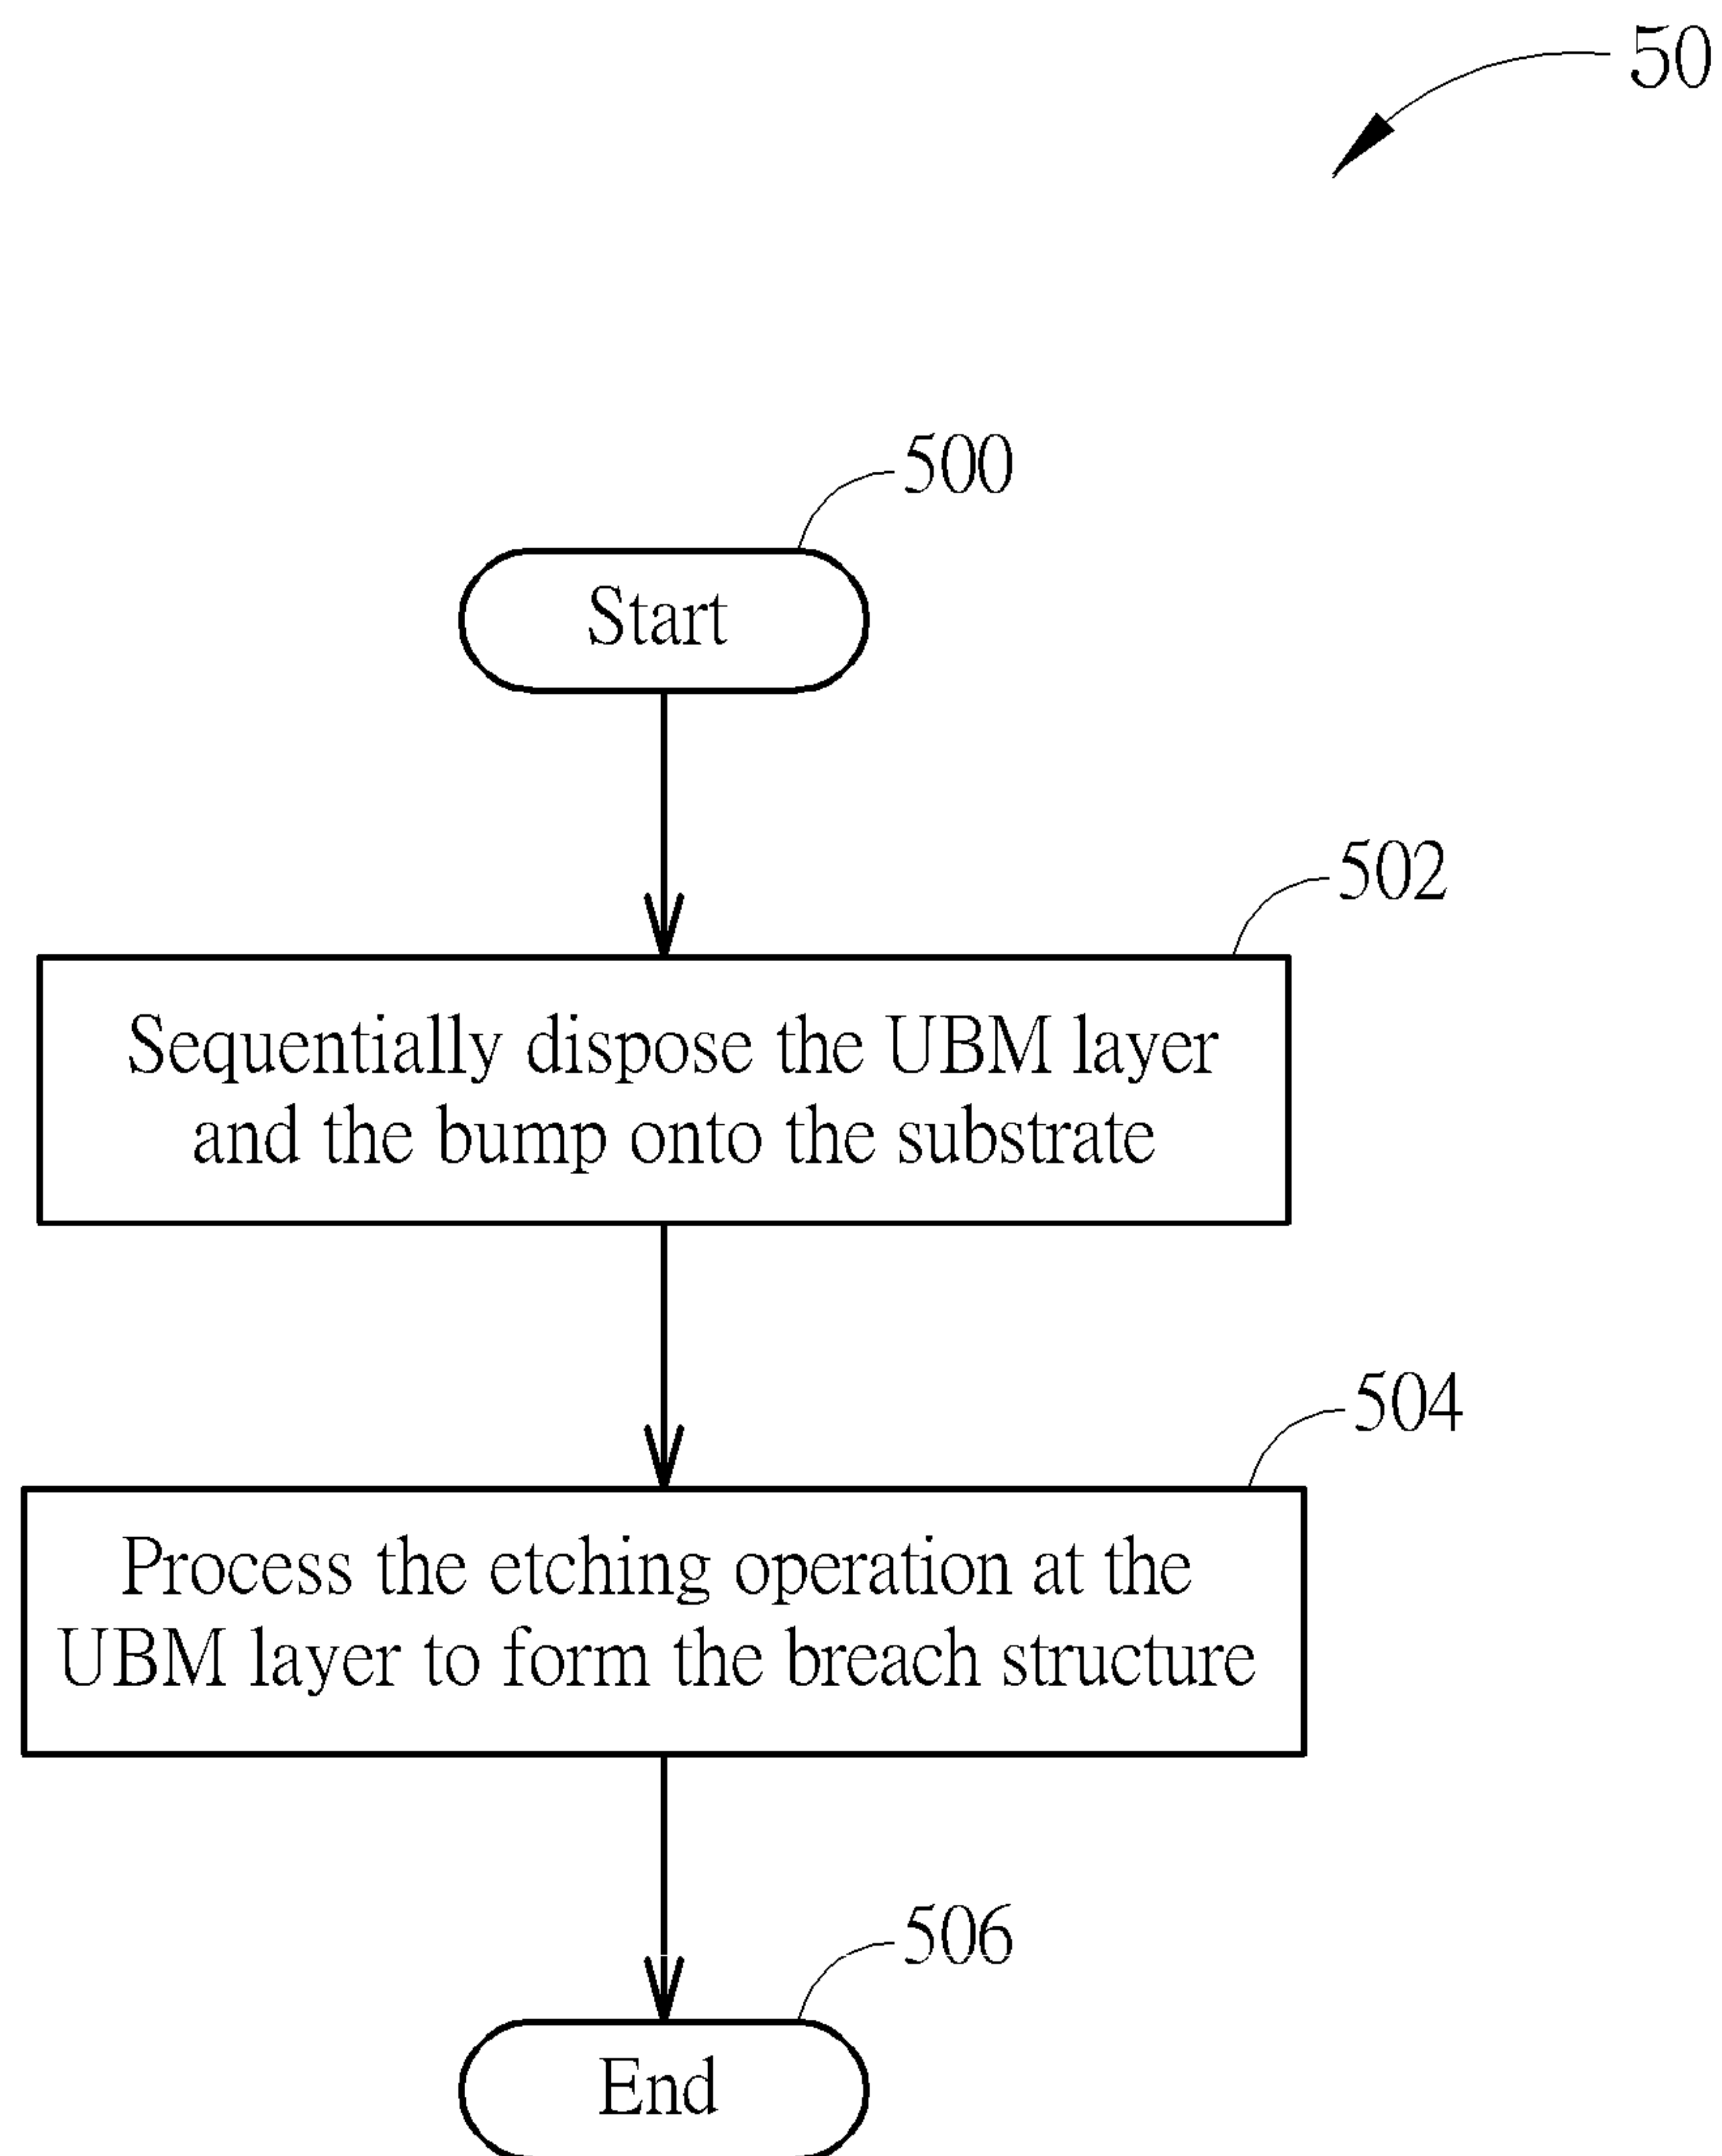 50
500
Start
502
Sequentially dispose the UBM layer
and the bump onto the substrate
504
Process the etching operation at the
UBM layer to form the breach structure
506
End